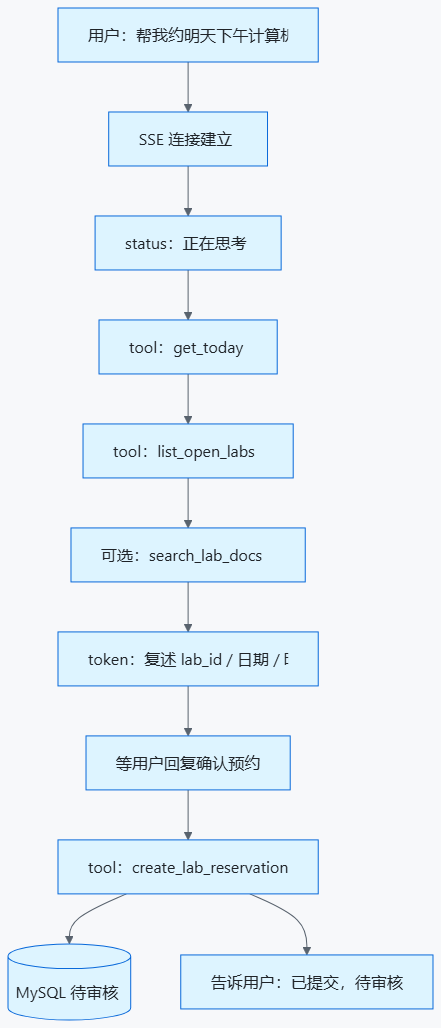 用户：帮我约明天下午计算
SSE 连接建立
status：正在思考
tool：get_today
tool：list_open_labs
可选：search_lab_docs
token：复述 lab_id / 日期 /
等用户回复确认预约
tool：create_lab_reservation
MySQL 待审核
告诉用户：已提交，待审核